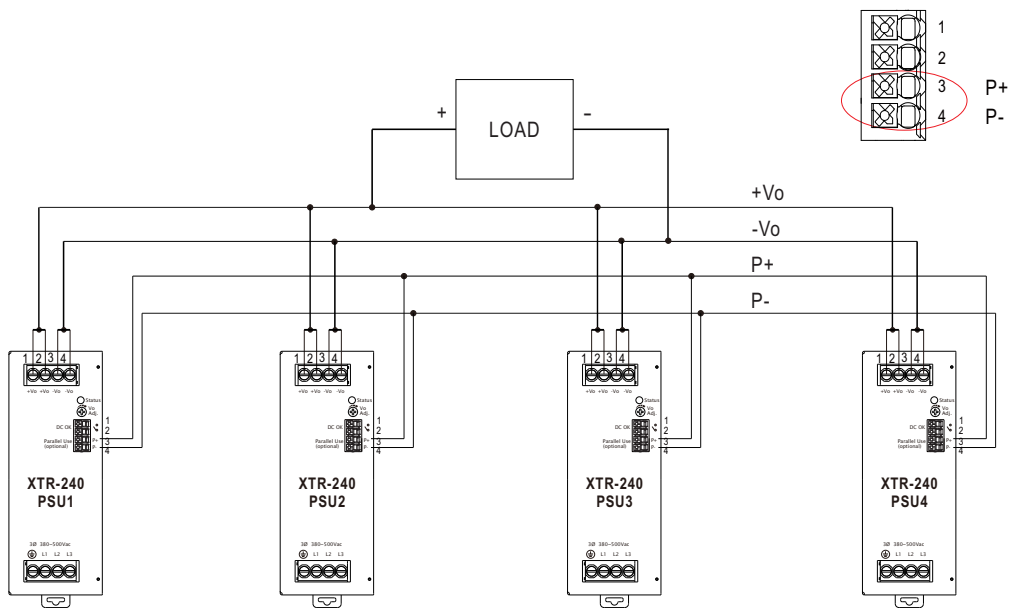 1
2
3 P+
4 P-
+ LOAD -
+Vo
-Vo
P+
P-
1 2 3 4
+Vo +Vo -Vo -Vo
Status
Vo
Adj.
1
DC OK 2
Parallel Use P+ 3
(optional) P- 4
XTR-240
PSU1
3Ø 380~500Vac
L1 L2 L3
1 2 3 4
+Vo +Vo -Vo -Vo
Status
Vo
Adj.
1
DC OK 2
Parallel Use P+ 3
(optional) P- 4
XTR-240
PSU2
3Ø 380~500Vac
L1 L2 L3
1 2 3 4
+Vo +Vo -Vo -Vo
Status
Vo
Adj.
1
DC OK 2
Parallel Use P+ 3
(optional) P- 4
XTR-240
PSU3
3Ø 380~500Vac
L1 L2 L3
1 2 3 4
+Vo +Vo -Vo -Vo
Status
Vo
Adj.
1
DC OK 2
Parallel Use P+ 3
(optional) P- 4
XTR-240
PSU4
3Ø 380~500Vac
L1 L2 L3